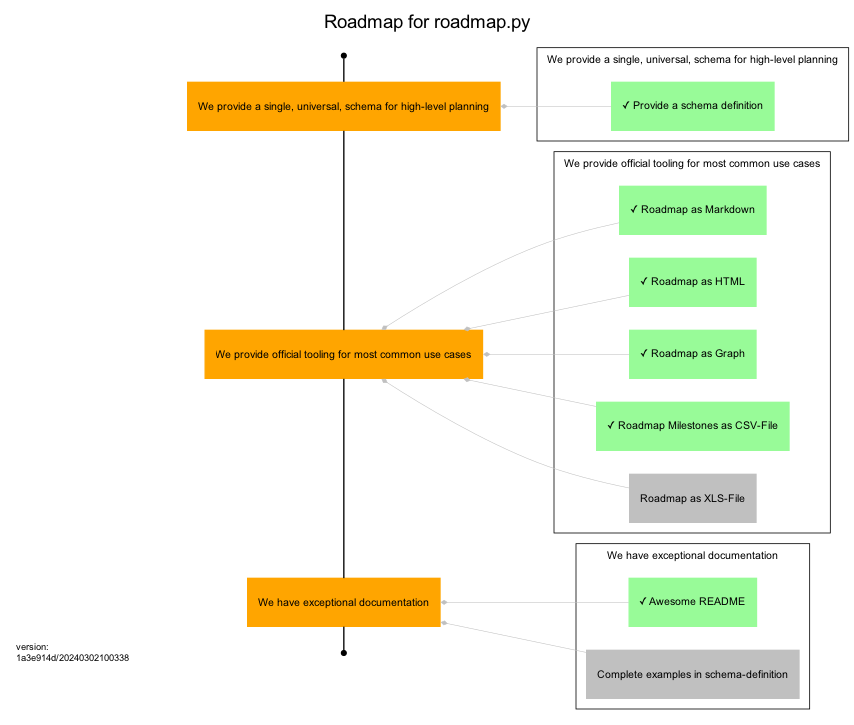 Roadmap for roadmap.py
We provide a single, universal, schema for high-level planning
We provide a single, universal, schema for high-level planning
✓ Provide a schema definition
We provide official tooling for most common use cases
✓ Roadmap as Markdown
✓ Roadmap as HTML
We provide official tooling for most common use cases
✓ Roadmap as Graph
✓ Roadmap Milestones as CSV-File
Roadmap as XLS-File
We have exceptional documentation
We have exceptional documentation
✓ Awesome README
Complete examples in schema-definition
version:
1a3e914d/20240302100338